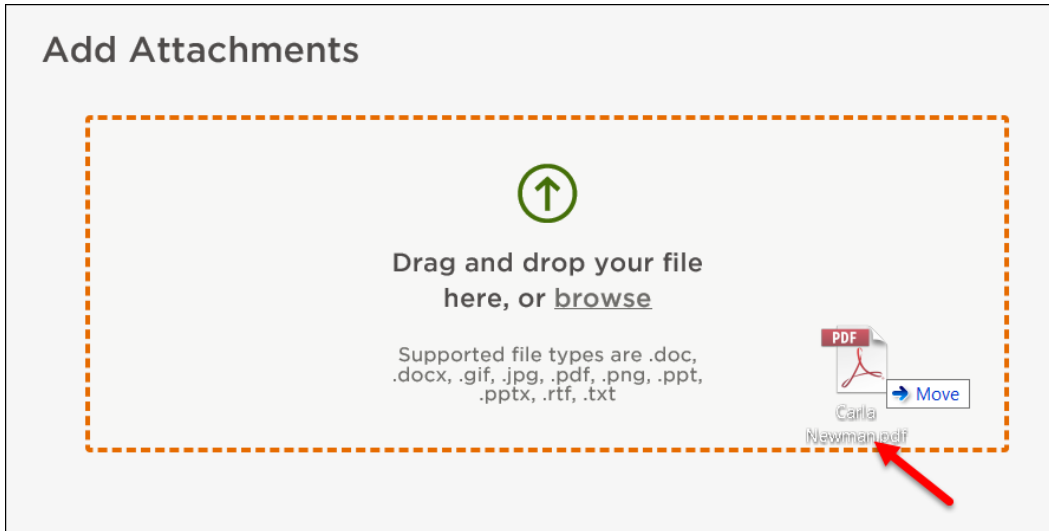 Add Attachments
Drag and drop your file
here, or browse
Supported file types are .doc,
.docx, .gif, .jpg, .pdf, .png, .ppt,
.pptx, .rtf, .txt
PDF
Move
Carla
Newman.pdf